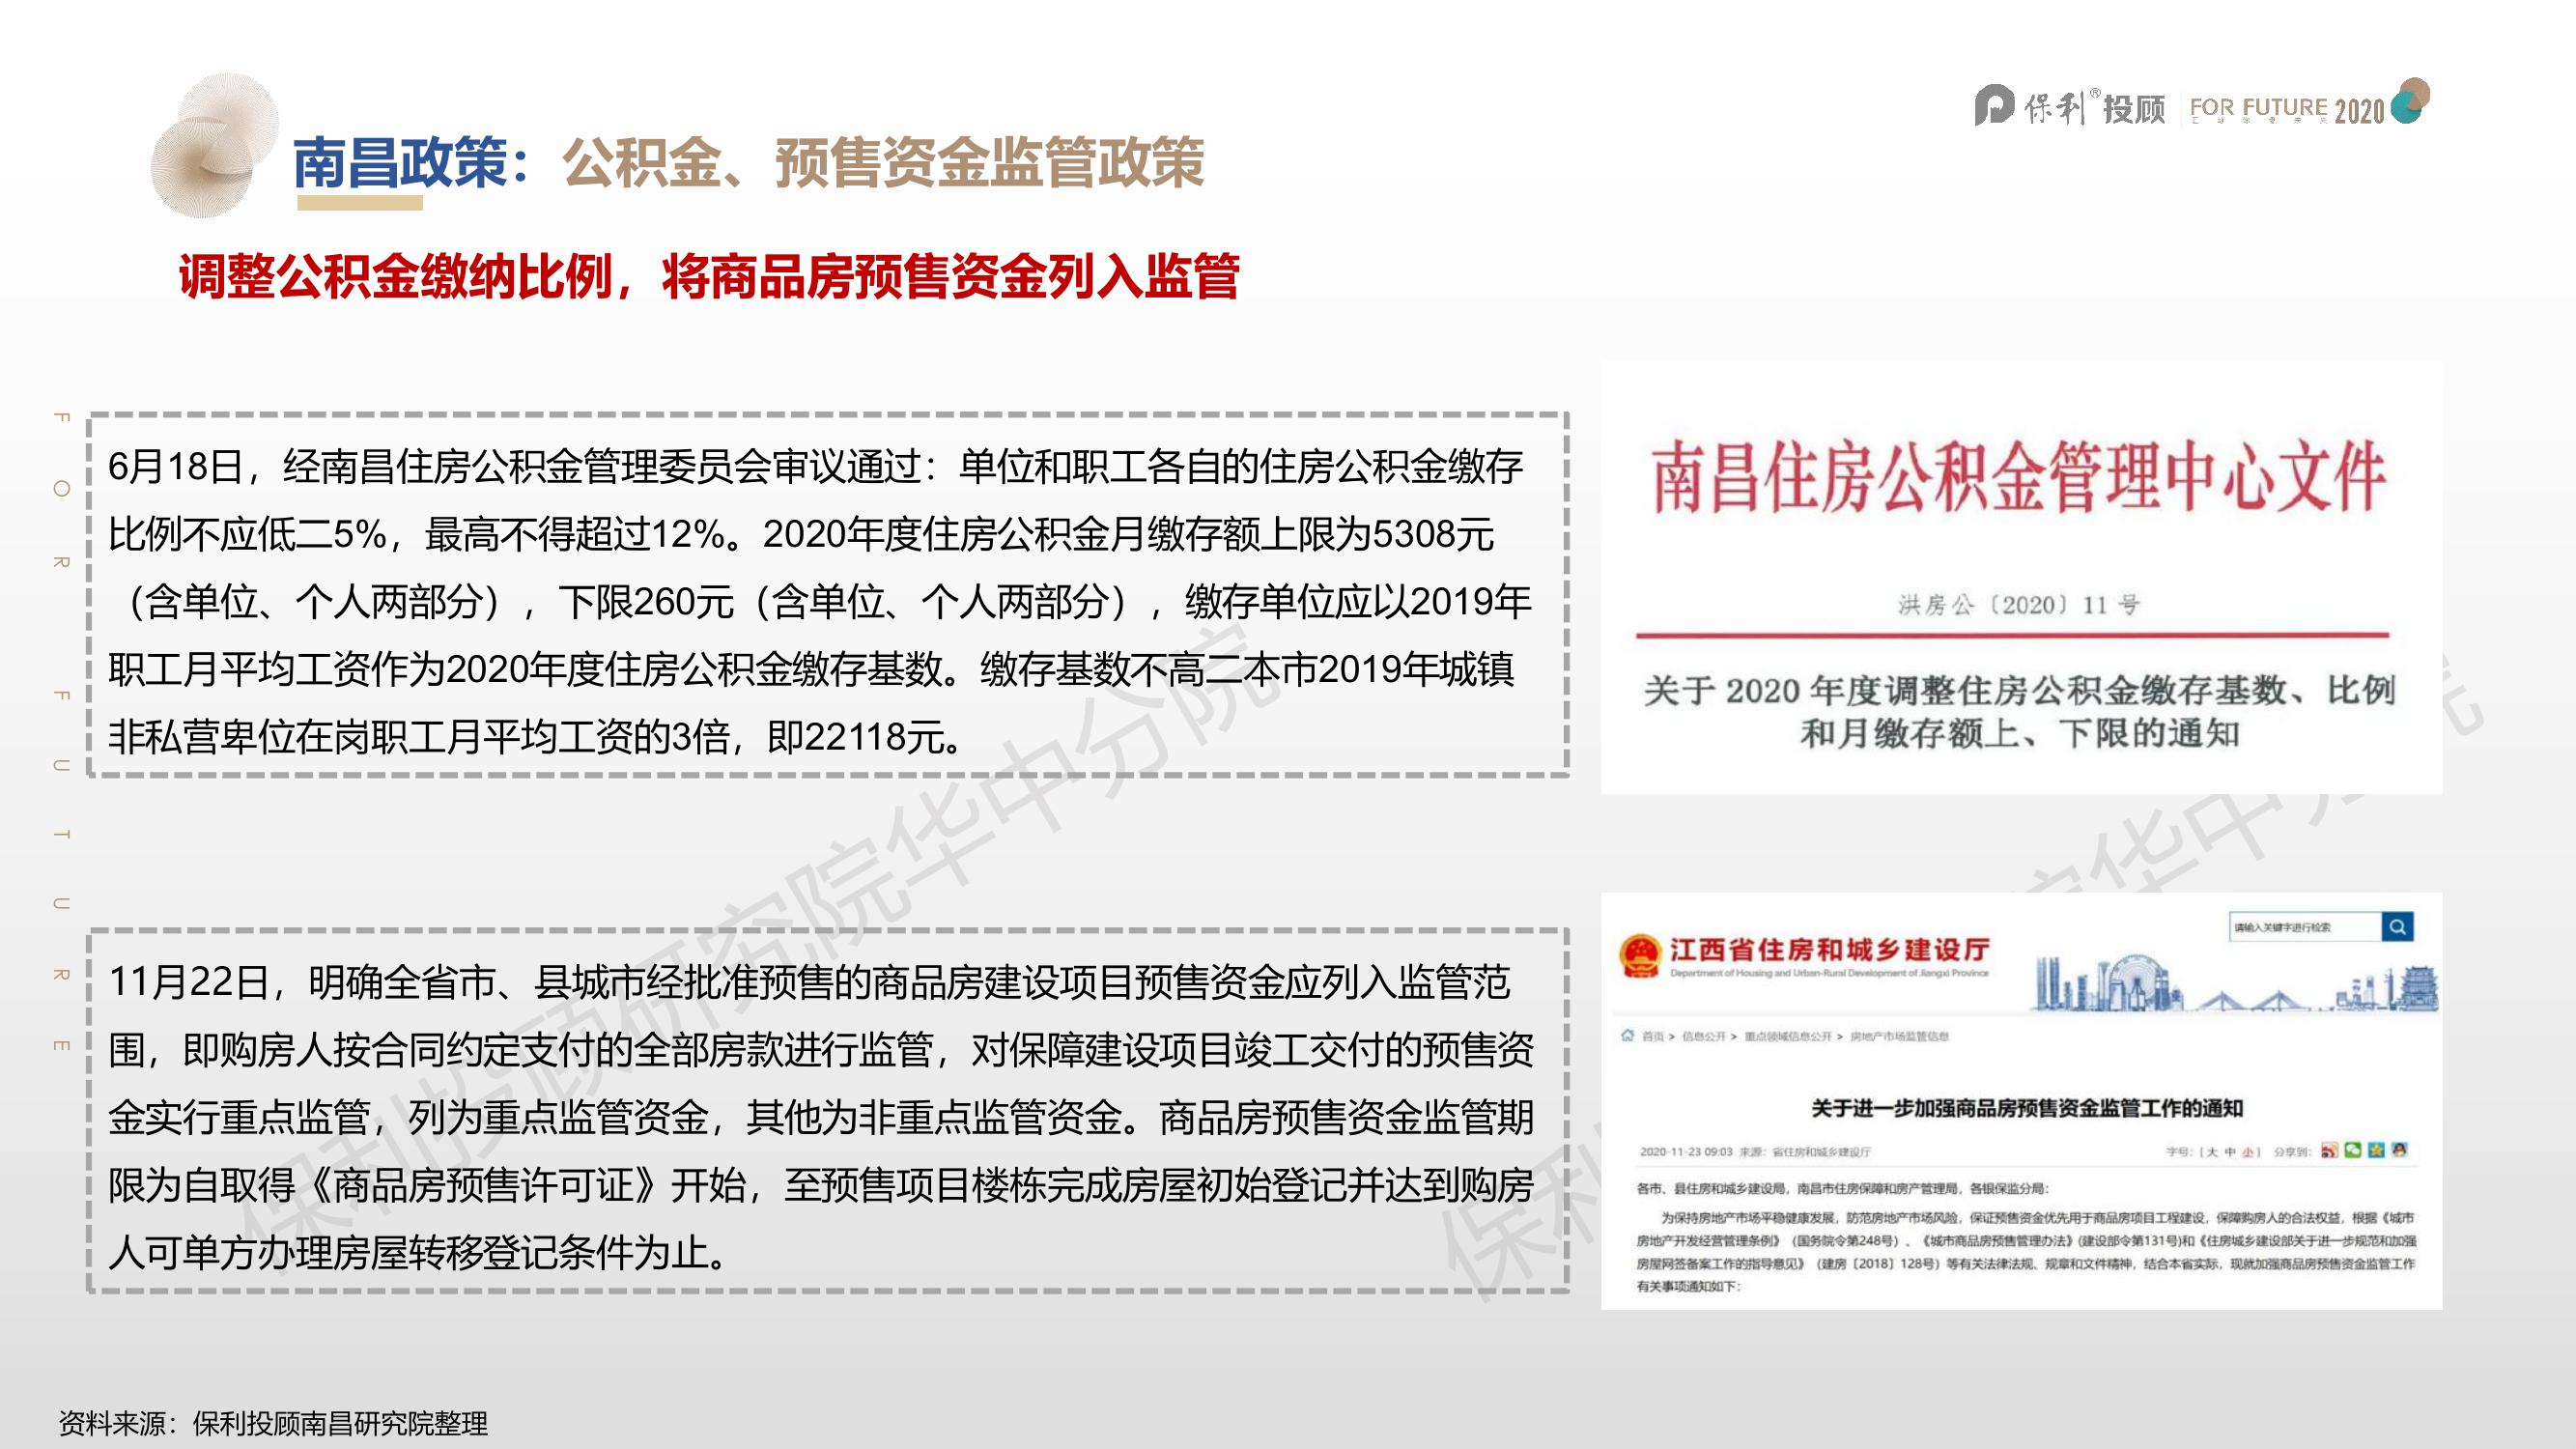 保利®投顾 FOR FUTURE 2020
南昌政策：公积金、预售资金监管政策
调整公积金缴纳比例，将商品房预售资金列入监管
FOR FUTURE
6月18日，经南昌住房公积金管理委员会审议通过：单位和职工各自的住房公积金缴存
比例不应低二5%，最高不得超过12%。2020年度住房公积金月缴存额上限为5308元
（含单位、个人两部分），下限260元（含单位、个人两部分），缴存单位应以2019年
职工月平均工资作为2020年度住房公积金缴存基数。缴存基数不高二本市2019年城镇
非私营卑位在岗职工月平均工资的3倍，即22118元。
南昌住房公积金管理中心文件
洪房公〔2020〕11 号
关于 2020 年度调整住房公积金缴存基数、比例
和月缴存额上、下限的通知
11月22日，明确全省市、县城市经批准预售的商品房建设项目预售资金应列入监管范
围，即购房人按合同约定支付的全部房款进行监管，对保障建设项目竣工交付的预售资
金实行重点监管，列为重点监管资金，其他为非重点监管资金。商品房预售资金监管期
限为自取得《商品房预售许可证》开始，至预售项目楼栋完成房屋初始登记并达到购房
人可单方办理房屋转移登记条件为止。
江西省住房和城乡建设厅
Department of Housing and Urban-Rural Development of Jiangxi Province
请输入关键字进行检索
首页 > 信息公开 > 重点领域信息公开 > 房地产市场监管信息
关于进一步加强商品房预售资金监管工作的通知
2020-11-23 09:03 来源：省住房和城乡建设厅 字号：[ 大 中 小 ] 分享到：
各市、县住房和城乡建设局，南昌市住房保障和房产管理局，各银保监分局：
为保持房地产市场平稳健康发展，防范房地产市场风险，保证预售资金优先用于商品房项目工程建设，保障购房人的合法权益，根据《城市
房地产开发经营管理条例》（国务院令第248号）、《城市商品房预售管理办法》(建设部令第131号)和《住房城乡建设部关于进一步规范和加强
房屋网签备案工作的指导意见》（建房〔2018〕128号）等有关法律法规、规章和文件精神，结合本省实际，现就加强商品房预售资金监管工作
有关事项通知如下：
保利投顾研究院华中分院
资料来源：保利投顾南昌研究院整理